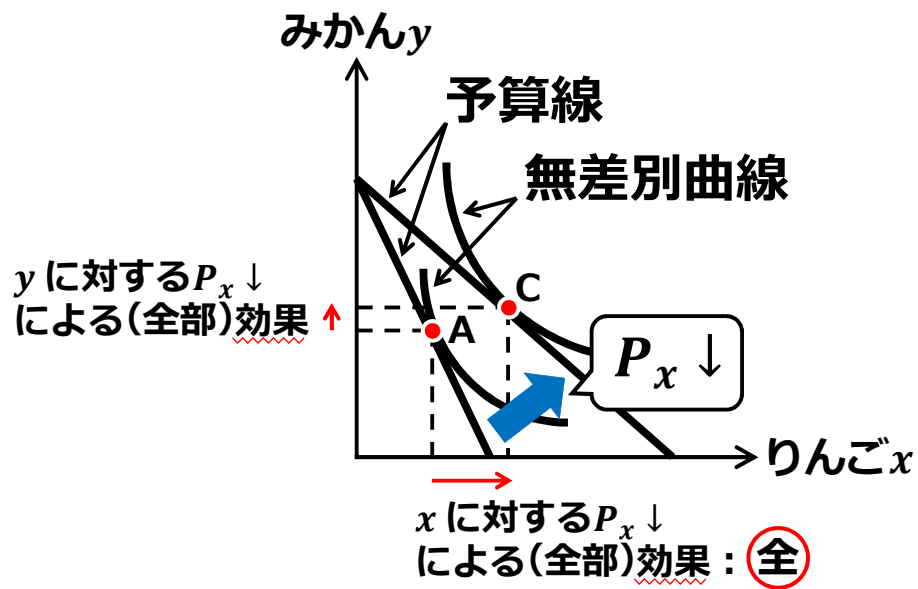 みかんy
予算線
無差別曲線
y に対するPx↓
による(全部)効果
A
C
Px ↓
りんごx
x に対するPx↓
による(全部)効果：全